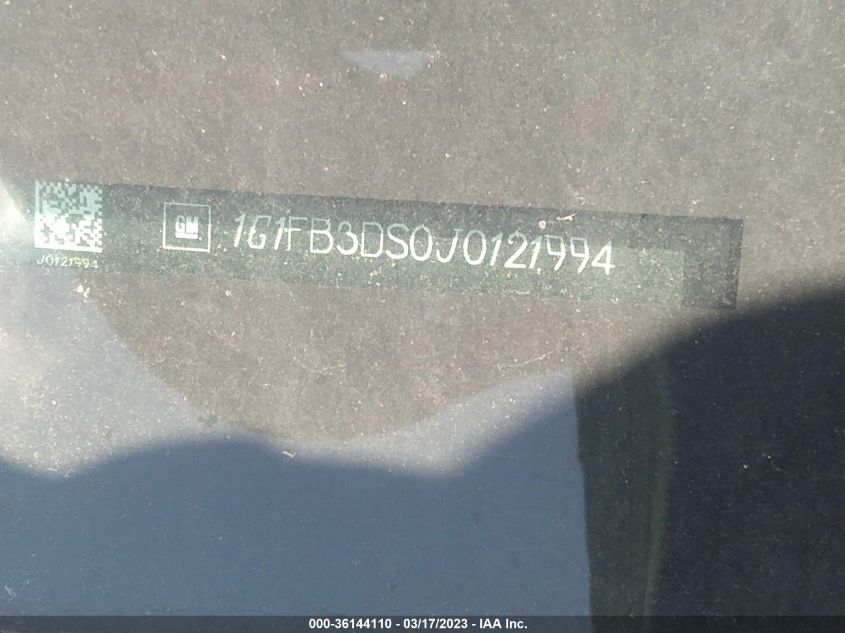 GM 1G1FB3DS0J0121994
J0121994
000-36144110 - 03/17/2023 - IAA Inc.